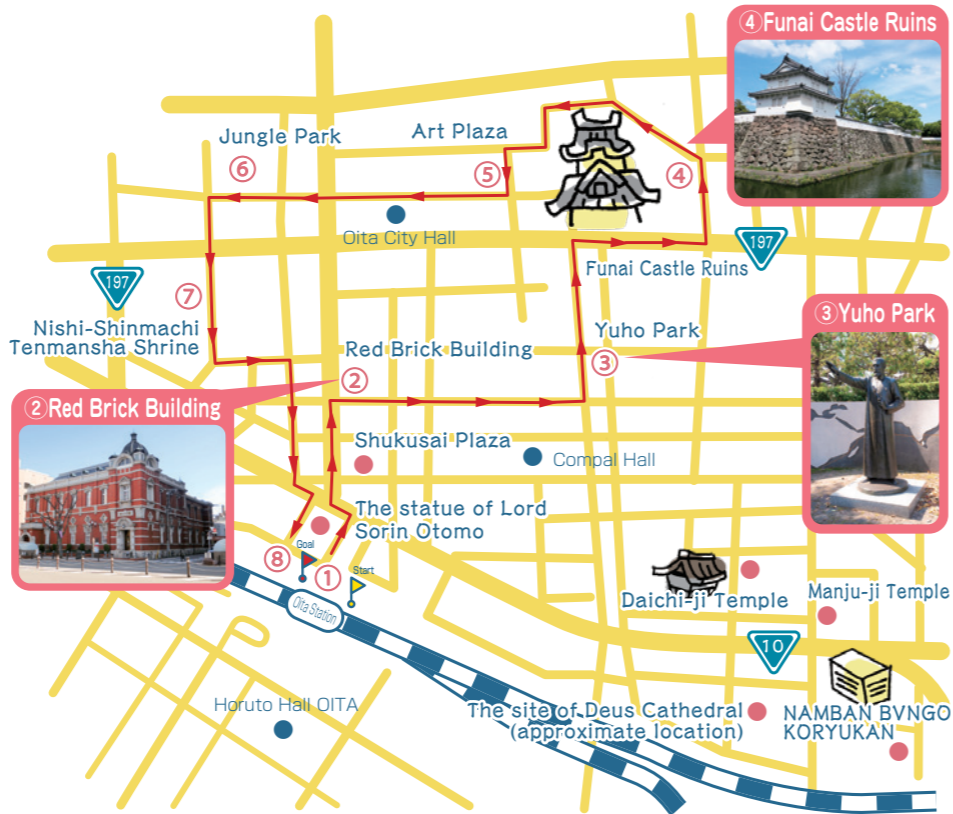 ④Funai Castle Ruins
Jungle Park
⑥
Art Plaza
⑤
④
Oita City Hall
197
Funai Castle Ruins
197
⑦
Nishi-Shinmachi
Tenmansha Shrine
Yuho Park
③
③Yuho Park
Red Brick Building
②
②Red Brick Building
Shukusai Plaza
Compal Hall
The statue of Lord
Sorin Otomo
Goal
⑧
①
Start
Oita Station
Daichi-ji Temple
Manju-ji Temple
10
Horuto Hall OITA
The site of Deus Cathedral
(approximate location)
NAMBAN BVNGO
KORYUKAN